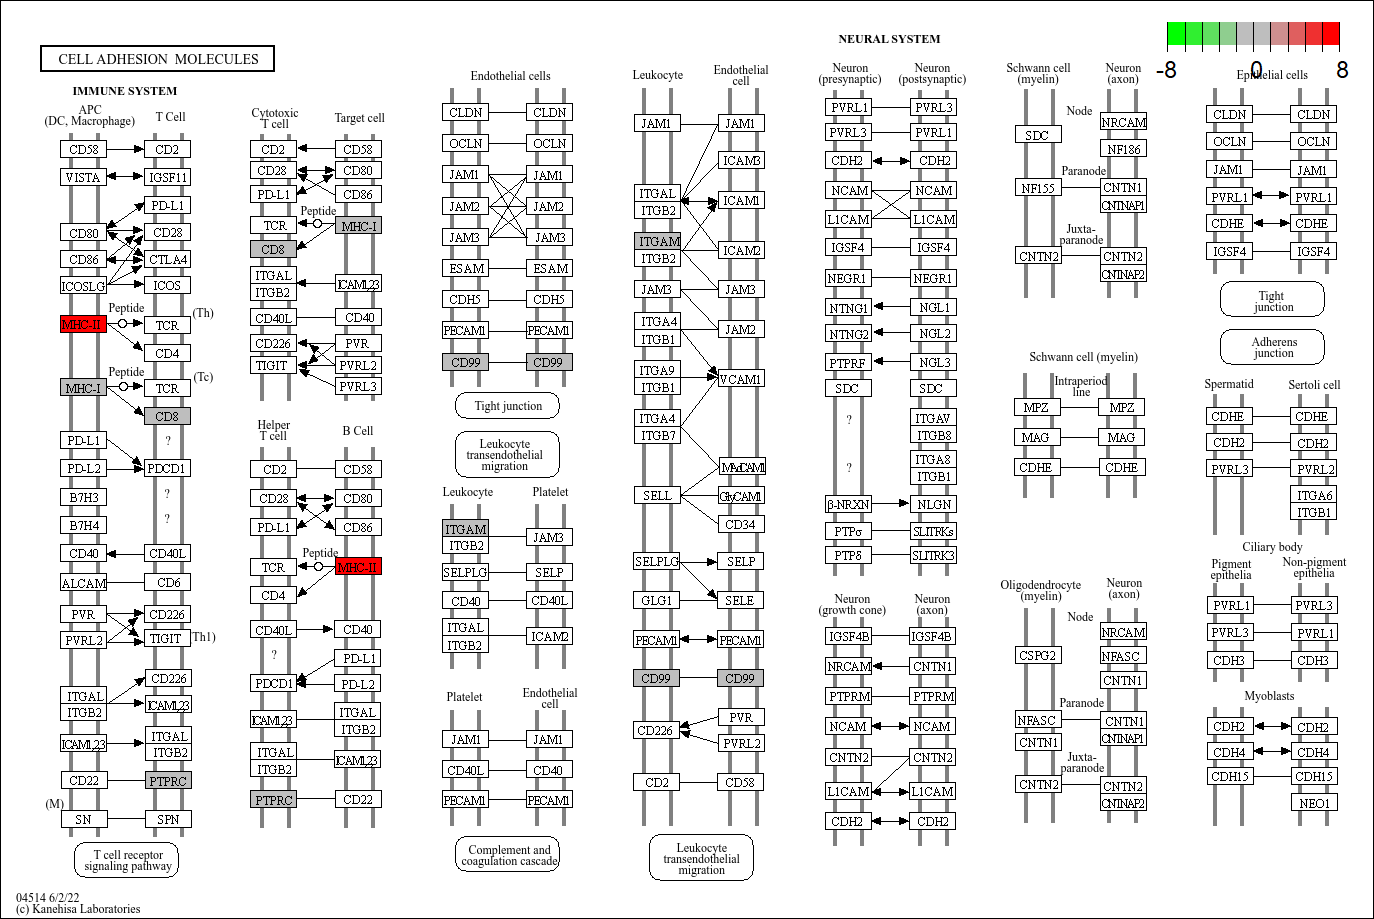 CELL ADHESION MOLECULES
-8
0
8
IMMUNE SYSTEM
APC
(DC, Macrophage)
T Cell
CD58
CD2
VISTA
IGSF11
PD-L1
CD80
CD28
CD86
CTLA4
ICOSLG
ICOS
Peptide
(Th)
MHC-II
TCR
CD4
Peptide
(Tc)
MHC-I
TCR
CD8
PD-L1
?
PD-L2
PDCD1
B7H3
?
B7H4
?
CD40
CD40L
ALCAM
CD6
PVR
CD226
PVRL2
TIGIT
Th1)
CD226
ITGAL
ITGB2
ICAM1,2,3
ICAM1,2,3
ITGAL
ITGB2
CD22
PTPRC
(M)
SN
SPN
T cell receptor
signaling pathway
04514 6/2/22
(c) Kanehisa Laboratories
Cytotoxic
T cell
Target cell
CD2
CD58
CD28
CD80
PD-L1
CD86
Peptide
TCR
MHC-I
CD8
ITGAL
ITGB2
ICAM1,2,3
CD40L
CD40
CD226
PVR
TIGIT
PVRL2
PVRL3
Helper
T cell
B Cell
CD2
CD58
CD28
CD80
PD-L1
CD86
Peptide
TCR
MHC-II
CD4
CD40L
CD40
?
PD-L1
PDCD1
PD-L2
ICAM1,2,3
ITGAL
ITGB2
ITGAL
ITGB2
ICAM1,2,3
PTPRC
CD22
Endothelial cells
CLDN
CLDN
OCLN
OCLN
JAM1
JAM1
JAM2
JAM2
JAM3
JAM3
ESAM
ESAM
CDH5
CDH5
PECAM1
PECAM1
CD99
CD99
Tight junction
Leukocyte
transendothelial
migration
Leukocyte
Platelet
ITGAM
ITGB2
JAM3
SELPLG
SELP
CD40
CD40L
ITGAL
ITGB2
ICAM2
Platelet
Endothelial
cell
JAM1
JAM1
CD40L
CD40
PECAM1
PECAM1
Complement and
coagulation cascade
Leukocyte
Endothelial
cell
JAM1
JAM1
ICAM3
ITGAL
ITGB2
ICAM1
ITGAM
ITGB2
ICAM2
JAM3
JAM3
ITGA4
ITGB1
JAM2
ITGA9
ITGB1
VCAM1
ITGA4
ITGB7
MAdCAM1
SELL
GlyCAM1
CD34
SELPLG
SELP
GLG1
SELE
PECAM1
PECAM1
CD99
CD99
PVR
CD226
PVRL2
CD2
CD58
Leukocyte
transendothelial
migration
NEURAL SYSTEM
Neuron
(presynaptic)
Neuron
(postsynaptic)
PVRL1
PVRL3
PVRL3
PVRL1
CDH2
CDH2
NCAM
NCAM
L1CAM
L1CAM
IGSF4
IGSF4
NEGR1
NEGR1
NTNG1
NGL1
NTNG2
NGL2
PTPRF
NGL3
SDC
SDC
?
ITGAV
ITGB8
?
ITGA8
ITGB1
β-NRXN
NLGN
PTPσ
SLITRKs
PTPδ
SLITRK3
Neuron
(growth cone)
Neuron
(axon)
IGSF4B
IGSF4B
NRCAM
CNTN1
PTPRM
PTPRM
NCAM
NCAM
CNTN2
CNTN2
L1CAM
L1CAM
CDH2
CDH2
Schwann cell
(myelin)
Neuron
(axon)
Node
NRCAM
SDC
NF186
Paranode
NF155
CNTN1
CNTNAP1
Juxta-
paranode
CNTN2
CNTN2
CNTNAP2
Schwann cell (myelin)
Intraperiod
line
MPZ
MPZ
MAG
MAG
CDHE
CDHE
Oligodendrocyte
(myelin)
Neuron
(axon)
Node
NRCAM
CSPG2
NFASC
CNTN1
Paranode
NFASC
CNTN1
CNTN1
CNTNAP1
Juxta-
paranode
CNTN2
CNTN2
CNTNAP2
Epithelial cells
CLDN
CLDN
OCLN
OCLN
JAM1
JAM1
PVRL1
PVRL1
CDHE
CDHE
IGSF4
IGSF4
Tight
junction
Adherens
junction
Spermatid
Sertoli cell
CDHE
CDHE
CDH2
CDH2
PVRL3
PVRL2
ITGA6
ITGB1
Ciliary body
Pigment
epithelia
Non-pigment
epithelia
PVRL1
PVRL3
PVRL3
PVRL1
CDH3
CDH3
Myoblasts
CDH2
CDH2
CDH4
CDH4
CDH15
CDH15
NEO1